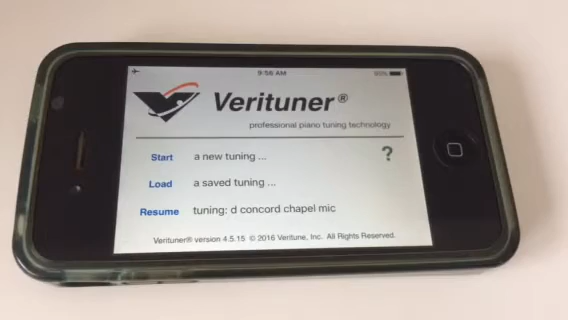 9:56 AM
Verituner®
professional piano tuning technology
Start a new tuning ...
?
Load a saved tuning ...
Resume tuning: d concord chapel mic
Verituner® version 4.5.15 © 2016 Veritune, Inc. All Rights Reserved.